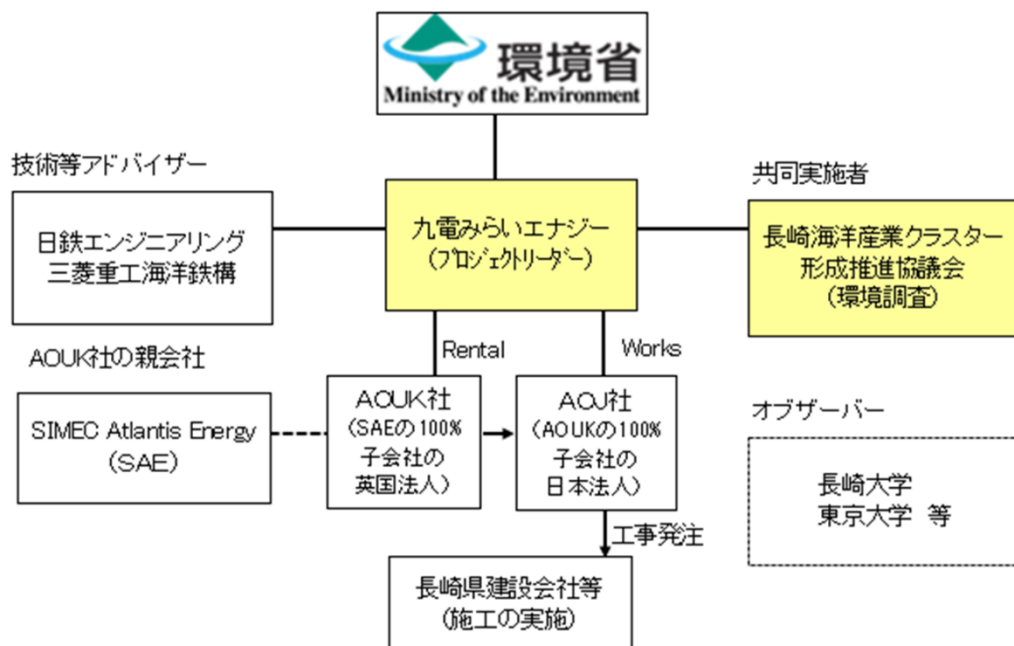 環境省
Ministry of the Environment
技術等アドバイザー
日鉄エンジニアリング
三菱重工海洋鉄構
九電みらいエナジー
(プロジェクトリーダー)
共同実施者
長崎海洋産業クラスター
形成推進協議会
(環境調査)
AOUK社の親会社
SIMEC Atlantis Energy
(SAE)
Rental
Works
AOUK社
(SAEの100%
子会社の
英国法人)
AOJ社
(AOUKの100%
子会社の
日本法人)
オブザーバー
長崎大学
東京大学 等
工事発注
長崎県建設会社等
(施工の実施)